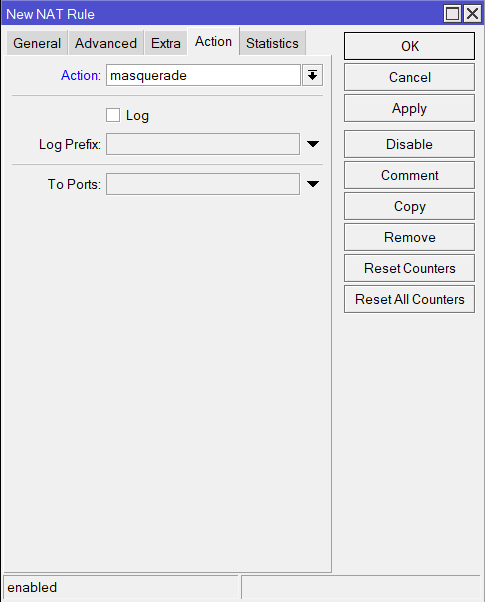 New NAT Rule
General Advanced Extra Action Statistics
Action: masquerade
Log
Log Prefix:
To Ports:
OK
Cancel
Apply
Disable
Comment
Copy
Remove
Reset Counters
Reset All Counters
enabled